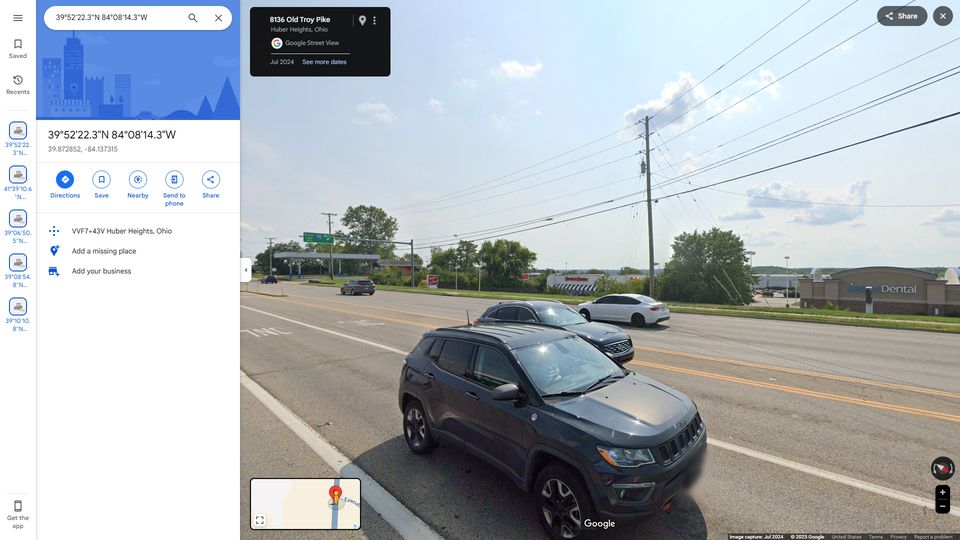 39°52'22.3"N 84°08'14.3"W
Saved
Recents
39°52'22.
3"N...
41°39'10.6
"N...
39°06'50.
5"N...
39°08'54.
8"N...
39°10'10.
8"N...
Get the
app
39°52'22.3"N 84°08'14.3"W
39.872852, -84.137315
Directions
Save
Nearby
Send to
phone
Share
VVF7+43V Huber Heights, Ohio
Add a missing place
Add your business
8136 Old Troy Pike
Huber Heights, Ohio
Google Street View
Jul 2024 See more dates
Share
Dental
Google
Image capture: Jul 2024 © 2025 Google United States Terms Privacy Report a problem